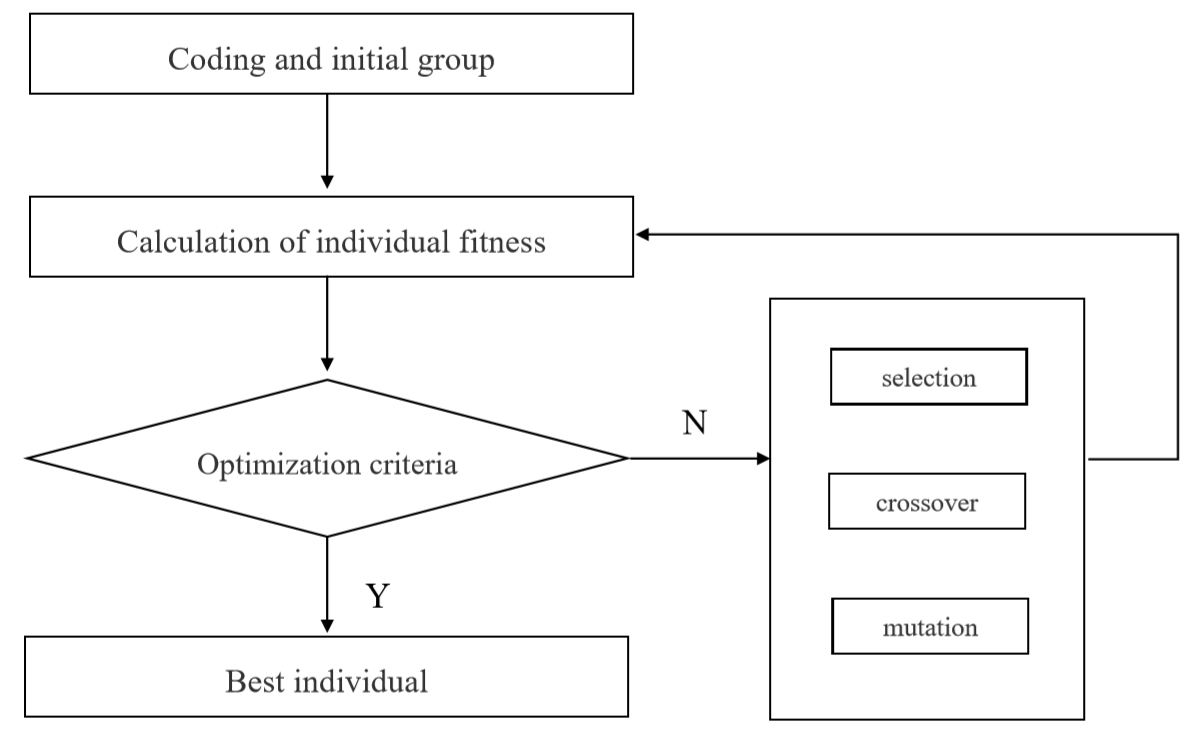 Coding and initial group
Calculation of individual fitness
Optimization criteria
N
selection
crossover
mutation
Y
Best individual